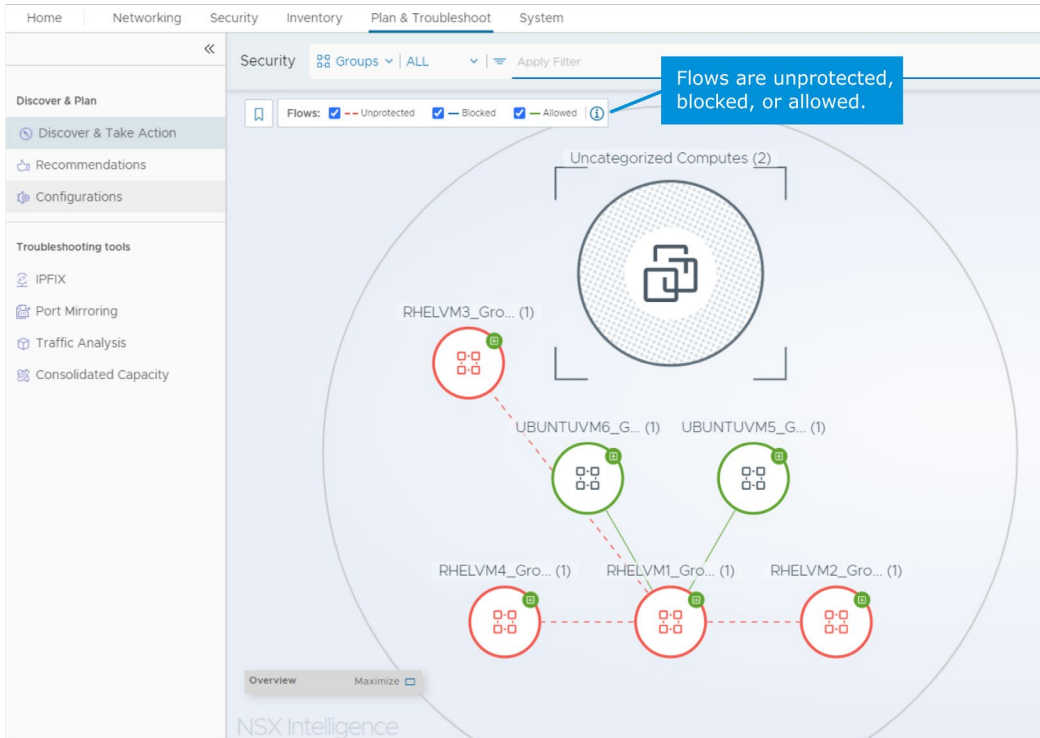 Home Networking Security Inventory Plan & Troubleshoot System
«
Security Groups | ALL | Apply Filter
Flows are unprotected,
blocked, or allowed.
Discover & Plan
Discover & Take Action
Recommendations
Configurations
Troubleshooting tools
IPFIX
Port Mirroring
Traffic Analysis
Consolidated Capacity
Flows: -- Unprotected — Blocked — Allowed
Uncategorized Computes (2)
RHELVM3_Gro... (1)
UBUNTUVM6_G... (1) UBUNTUVM5_G... (1)
RHELVM4_Gro... (1) RHELVM1_Gro... (1) RHELVM2_Gro... (1)
Overview Maximize
NSX Intelligence